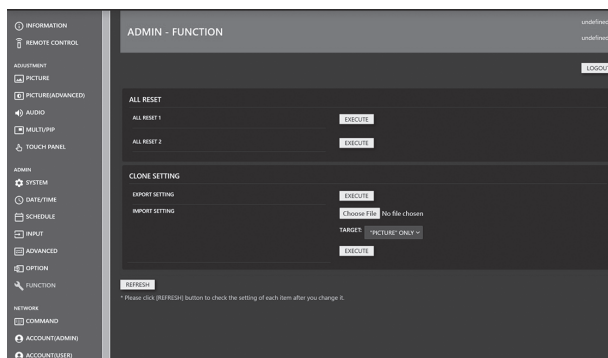 INFORMATION
REMOTE CONTROL
ADJUSTMENT
PICTURE
PICTURE(ADVANCED)
AUDIO
MULTI/PIP
TOUCH PANEL
ADMIN
SYSTEM
DATE/TIME
SCHEDULE
INPUT
ADVANCED
OPTION
FUNCTION
NETWORK
COMMAND
ACCOUNT(ADMIN)
ACCOUNT(USER)
ADMIN - FUNCTION
undefined
undefined
LOGOUT
ALL RESET
ALL RESET 1 EXECUTE
ALL RESET 2 EXECUTE
CLONE SETTING
EXPORT SETTING EXECUTE
IMPORT SETTING Choose File No file chosen
TARGET: "PICTURE" ONLY
EXECUTE
REFRESH
* Please click [REFRESH] button to check the setting of each item after you change it.